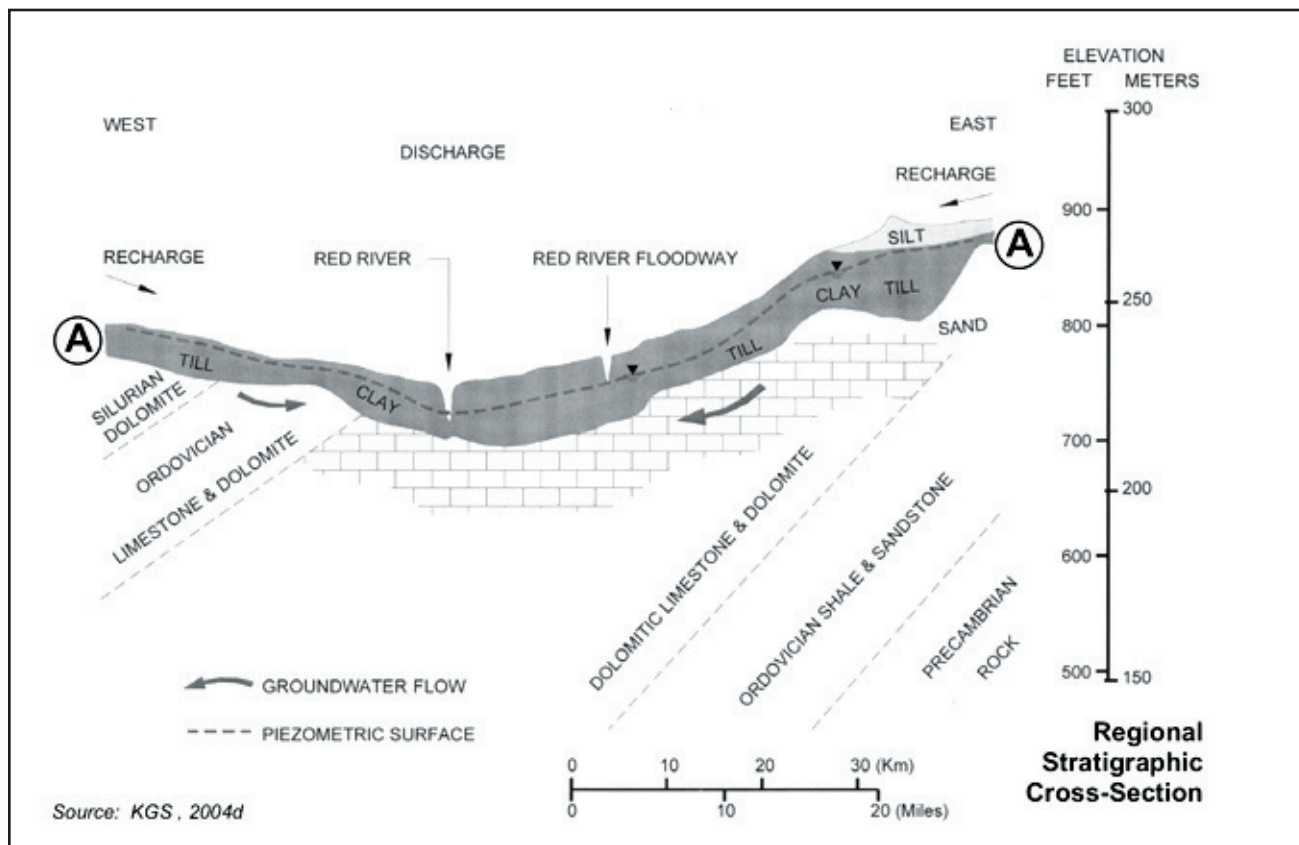 ELEVATION
FEET METERS
300
WEST
EAST
DISCHARGE
RECHARGE
900
SILT
A
RECHARGE
RED RIVER
RED RIVER FLOODWAY
CLAY TILL
250
800
SAND
A
TILL
TILL
SILURIAN
DOLOMITE
CLAY
ORDOVICIAN
LIMESTONE & DOLOMITE
700
200
600
DOLOMITIC LIMESTONE & DOLOMITE
ORDOVICIAN SHALE & SANDSTONE
PRECAMBRIAN
ROCK
500
150
GROUNDWATER FLOW
PIEZOMETRIC SURFACE
Regional
Stratigraphic
Cross-Section
0 10 20 30 (Km)
0 10 20 (Miles)
Source: KGS , 2004d